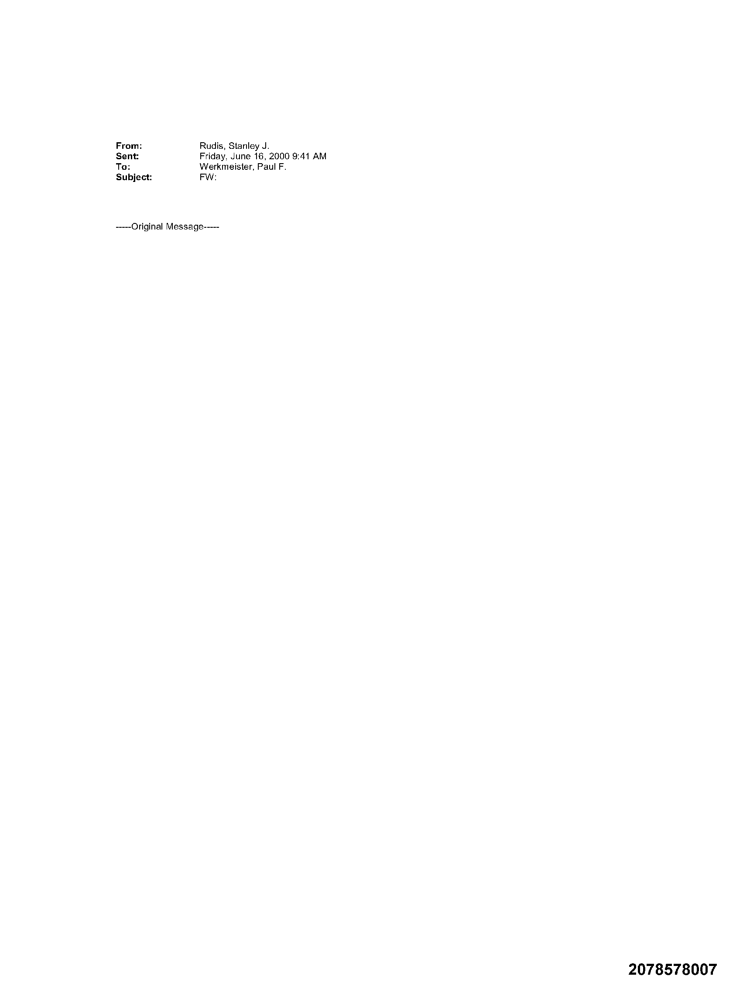 From: Rudis, Stanley J.
Sent: Friday, June 16, 2000 9:41 AM
To: Werkmeister, Paul F.
Subject: FW:
-----Original Message-----
2078578007